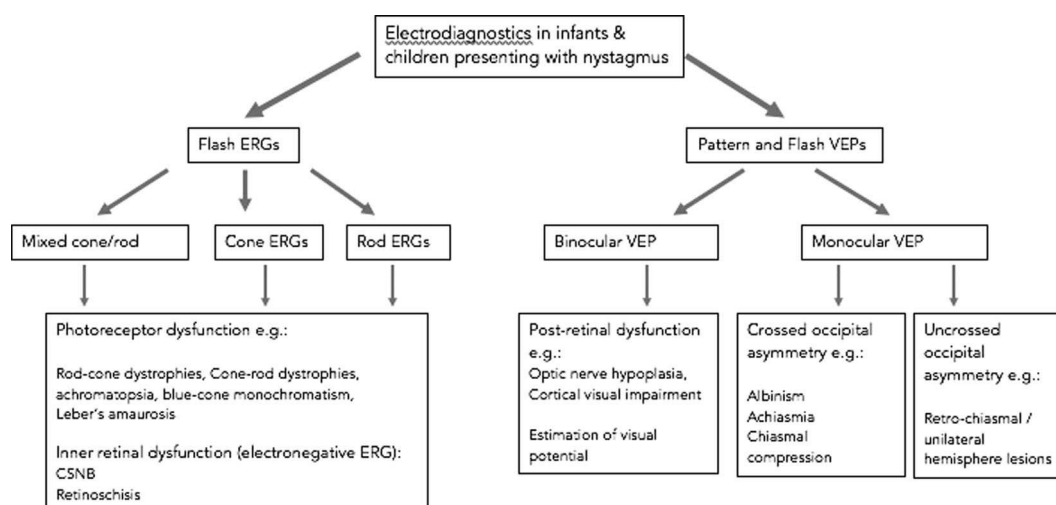 Electrodiagnostics in infants &
children presenting with nystagmus
Flash ERGs
Pattern and Flash VEPs
Mixed cone/rod
Cone ERGs
Rod ERGs
Binocular VEP
Monocular VEP
Photoreceptor dysfunction e.g.:
Rod-cone dystrophies, Cone-rod dystrophies,
achromatopsia, blue-cone monochromatism,
Leber's amaurosis
Inner retinal dysfunction (electronegative ERG):
CSNB
Retinoschisis
Post-retinal dysfunction
e.g.:
Optic nerve hypoplasia,
Cortical visual impairment
Estimation of visual
potential
Crossed occipital
asymmetry e.g.:
Albinism
Achiasmia
Chiasmal
compression
Uncrossed
occipital
asymmetry e.g.:
Retro-chiasmal /
unilateral
hemisphere lesions